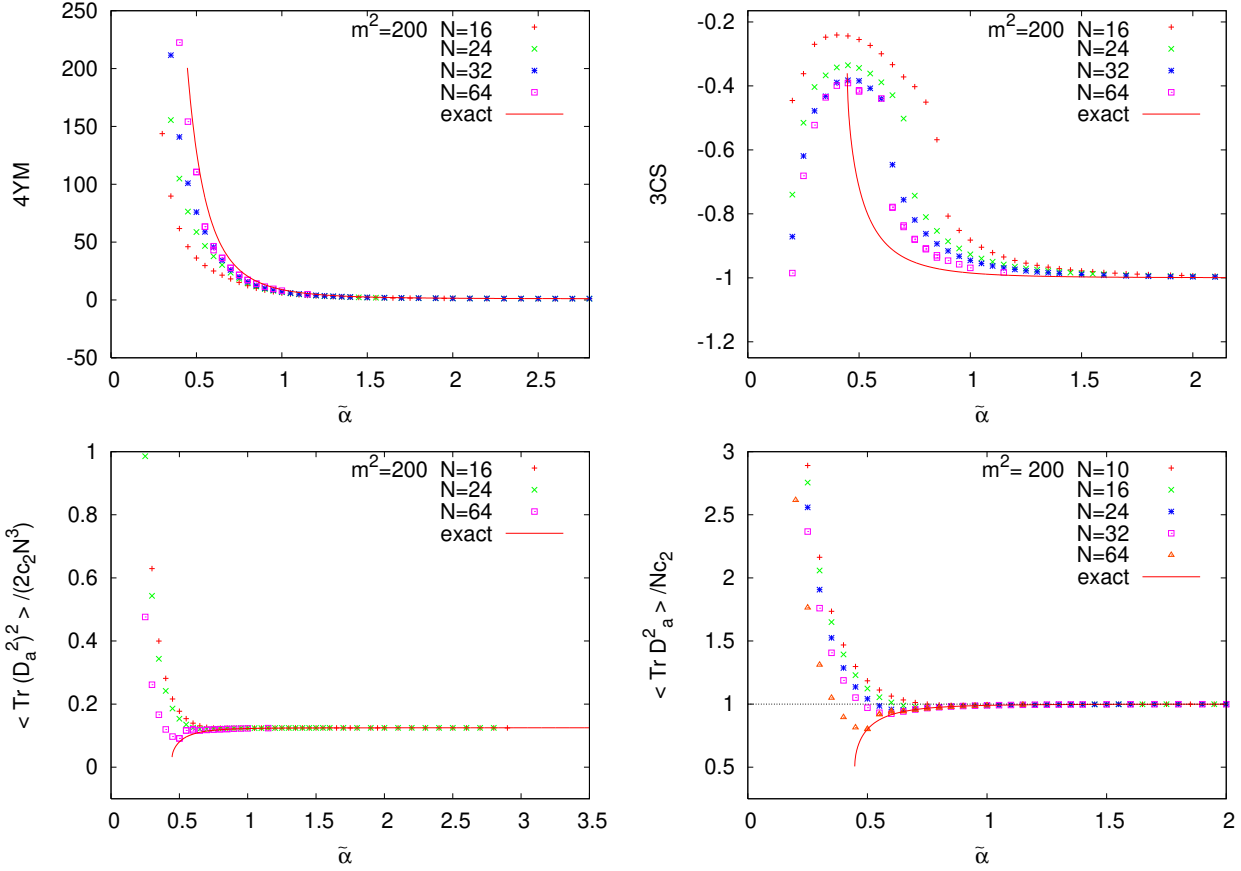 4YM
m²=200 N=16
N=24
N=32
N=64
exact
250
200
150
100
50
0
-50
0 0.5 1 1.5 2 2.5
α̃
3CS
m²=200 N=16
N=24
N=32
N=64
exact
-0.2
-0.4
-0.6
-0.8
-1
-1.2
0 0.5 1 1.5 2
α̃
< Tr (Dₐ²)² > /(2c₂N³)
m²=200 N=16
N=24
N=64
exact
1
0.8
0.6
0.4
0.2
0
0 0.5 1 1.5 2 2.5 3 3.5
α̃
< Tr D²ₐ > /Nc₂
m²= 200 N=10
N=16
N=24
N=32
N=64
exact
3
2.5
2
1.5
1
0.5
0 0.5 1 1.5 2
α̃